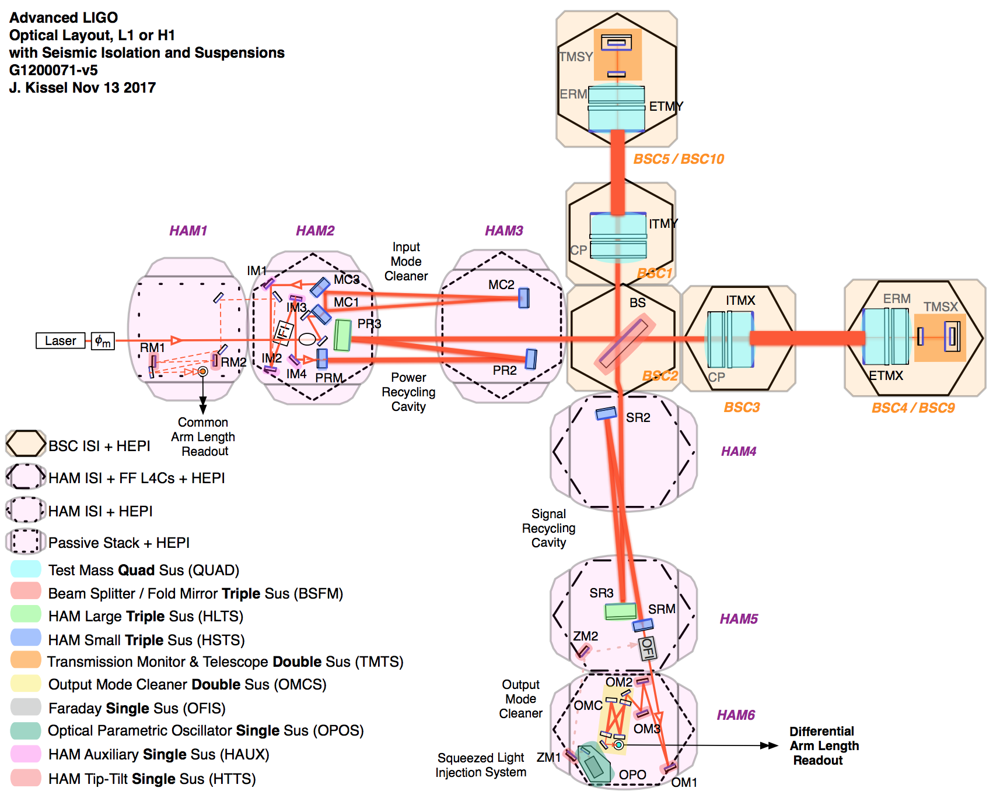 Advanced LIGO
Optical Layout, L1 or H1
with Seismic Isolation and Suspensions
G1200071-v5
J. Kissel Nov 13 2017
TMSY
ERM
ETMY
BSC5 / BSC10
ITMY
CP
BSC1
HAM1
HAM2
HAM3
Input
Mode
Cleaner
IM1
MC3
MC2
MC1
IM3
BS
ITMX
ERM
TMSX
PR3
IFI
Laser
ϕm
RM1
RM2
IM2
IM4
PRM
PR2
BSC2
CP
ETMX
Power
Recycling
Cavity
BSC3
BSC4 / BSC9
Common
Arm Length
Readout
SR2
HAM4
BSC ISI + HEPI
HAM ISI + FF L4Cs + HEPI
HAM ISI + HEPI
Passive Stack + HEPI
Signal
Recycling
Cavity
Test Mass Quad Sus (QUAD)
Beam Splitter / Fold Mirror Triple Sus (BSFM)
HAM Large Triple Sus (HLTS)
HAM Small Triple Sus (HSTS)
Transmission Monitor & Telescope Double Sus (TMTS)
Output Mode Cleaner Double Sus (OMCS)
Faraday Single Sus (OFIS)
Optical Parametric Oscillator Single Sus (OPOS)
HAM Auxiliary Single Sus (HAUX)
HAM Tip-Tilt Single Sus (HTTS)
SR3
SRM
HAM5
ZM2
OFI
Output
Mode
Cleaner
OM2
OMC
OM3
HAM6
Differential
Arm Length
Readout
Squeezed Light
Injection System
ZM1
OPO
OM1